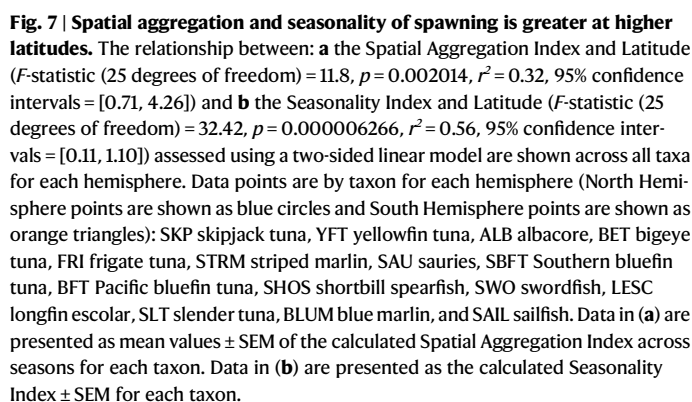 Fig. 7 | Spatial aggregation and seasonality of spawning is greater at higher
latitudes. The relationship between: a the Spatial Aggregation Index and Latitude
(F-statistic (25 degrees of freedom) = 11.8, p = 0.002014, r² = 0.32, 95% confidence
intervals = [0.71, 4.26]) and b the Seasonality Index and Latitude (F-statistic (25
degrees of freedom) = 32.42, p = 0.000006266, r² = 0.56, 95% confidence inter-
vals = [0.11, 1.10]) assessed using a two-sided linear model are shown across all taxa
for each hemisphere. Data points are by taxon for each hemisphere (North Hemi-
sphere points are shown as blue circles and South Hemisphere points are shown as
orange triangles): SKP skipjack tuna, YFT yellowfin tuna, ALB albacore, BET bigeye
tuna, FRI frigate tuna, STRM striped marlin, SAU sauries, SBFT Southern bluefin
tuna, BFT Pacific bluefin tuna, SHOS shortbill spearfish, SWO swordfish, LESC
longfin escolar, SLT slender tuna, BLUM blue marlin, and SAIL sailfish. Data in (a) are
presented as mean values ± SEM of the calculated Spatial Aggregation Index across
seasons for each taxon. Data in (b) are presented as the calculated Seasonality
Index ± SEM for each taxon.